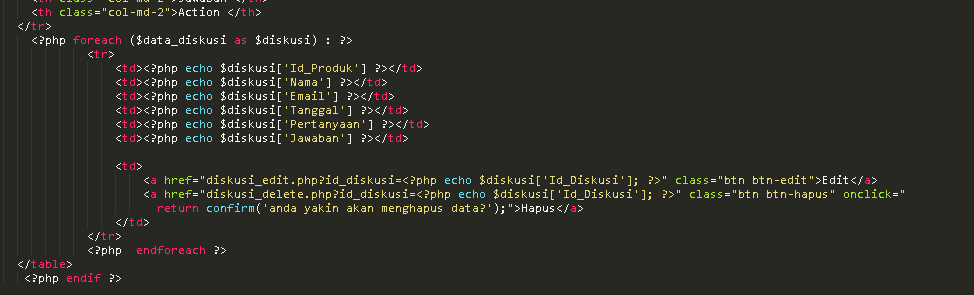 <th class="col-md-2">Jawaban </th>
<th class="col-md-2">Action </th>
</tr>
<?php foreach ($data_diskusi as $diskusi) : ?>
<tr>
<td><?php echo $diskusi['Id_Produk'] ?></td>
<td><?php echo $diskusi['Nama'] ?></td>
<td><?php echo $diskusi['Email'] ?></td>
<td><?php echo $diskusi['Tanggal'] ?></td>
<td><?php echo $diskusi['Pertanyaan'] ?></td>
<td><?php echo $diskusi['Jawaban'] ?></td>
<td>
<a href="diskusi_edit.php?id_diskusi=<?php echo $diskusi['Id_Diskusi']; ?>" class="btn btn-edit">Edit</a>
<a href="diskusi_delete.php?id_diskusi=<?php echo $diskusi['Id_Diskusi']; ?>" class="btn btn-hapus" onclick="
return confirm('anda yakin akan menghapus data?');">Hapus</a>
</td>
</tr>
<?php  endforeach ?>
</table>
<?php endif ?>